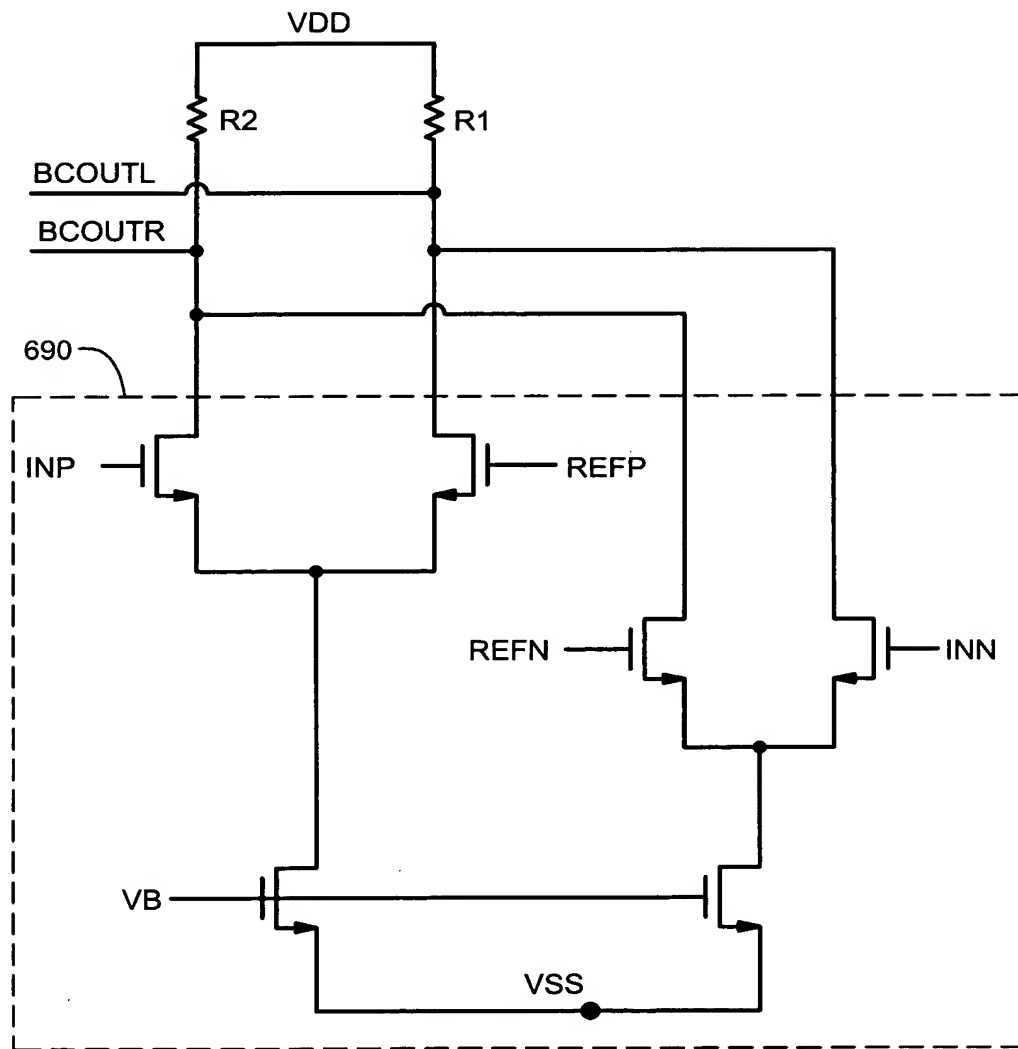 VDD
R2
R1
BCOUTL
BCOUTR
690
INP
REFP
REFN
INN
VB
VSS